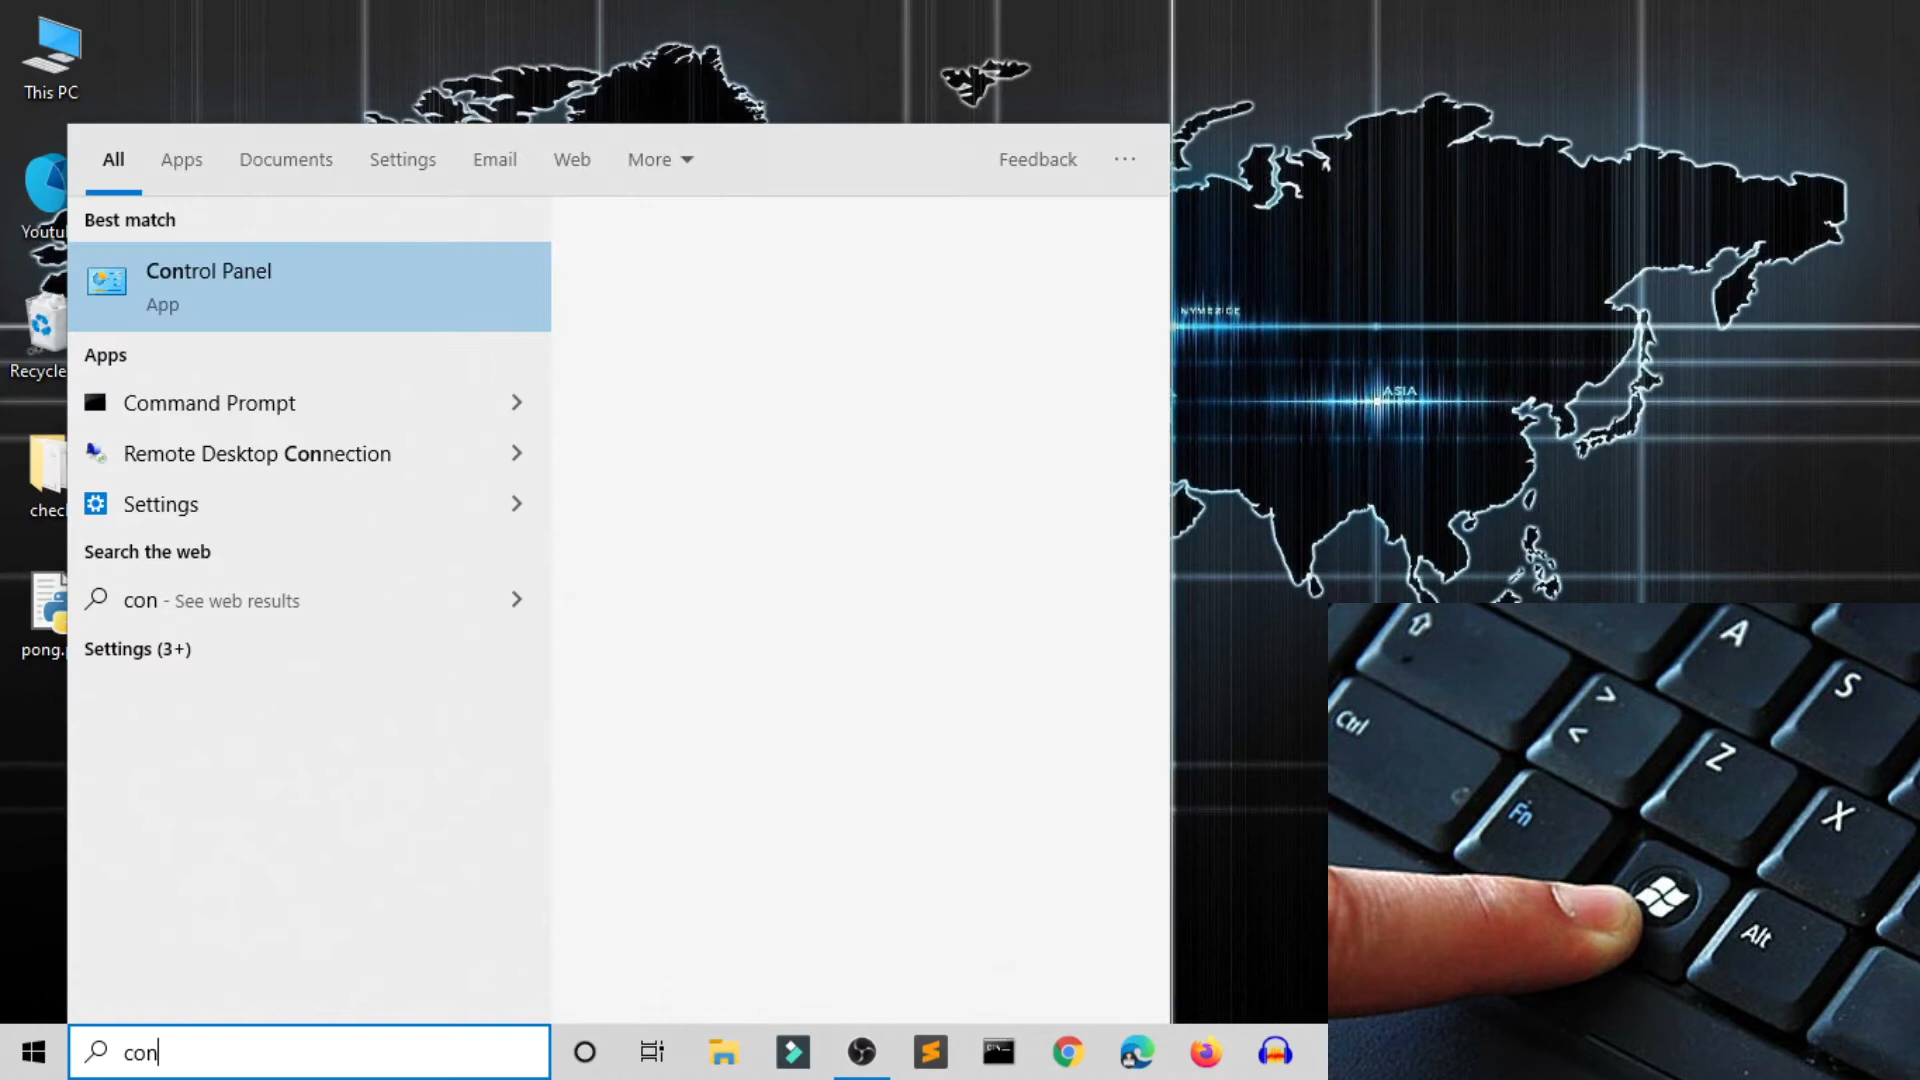 This PC
All
Apps
Documents
Settings
Email
Web
More
Feedback
Best match
Control Panel
App
Apps
Command Prompt
Remote Desktop Connection
Settings
Search the web
con - See web results
Settings (3+)
Recycle
pong.
con
ASIA
A
S
Ctrl
>
<
Z
X
Fn
Alt